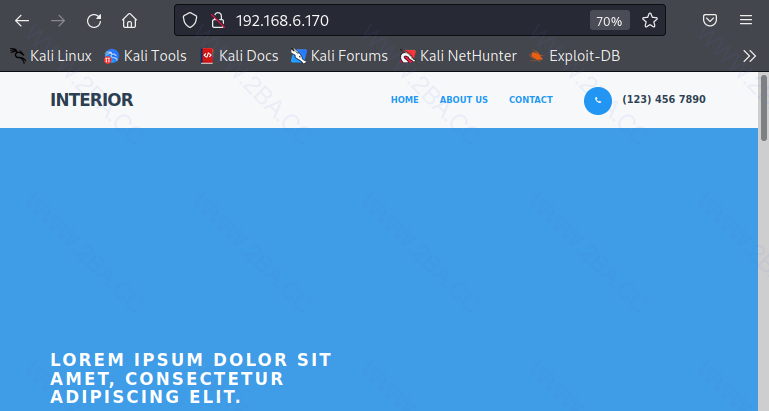 192.168.6.170
70%
Kali Linux Kali Tools Kali Docs Kali Forums Kali NetHunter Exploit-DB
INTERIOR HOME ABOUT US CONTACT (123) 456 7890
LOREM IPSUM DOLOR SIT
AMET, CONSECTETUR
ADIPISCING ELIT.